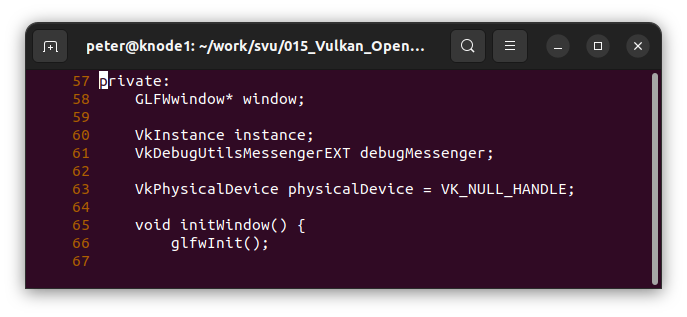 peter@knode1: ~/work/svu/015_Vulkan_Open…
57 private:
58     GLFWwindow* window;
59
60     VkInstance instance;
61     VkDebugUtilsMessengerEXT debugMessenger;
62
63     VkPhysicalDevice physicalDevice = VK_NULL_HANDLE;
64
65     void initWindow() {
66         glfwInit();
67